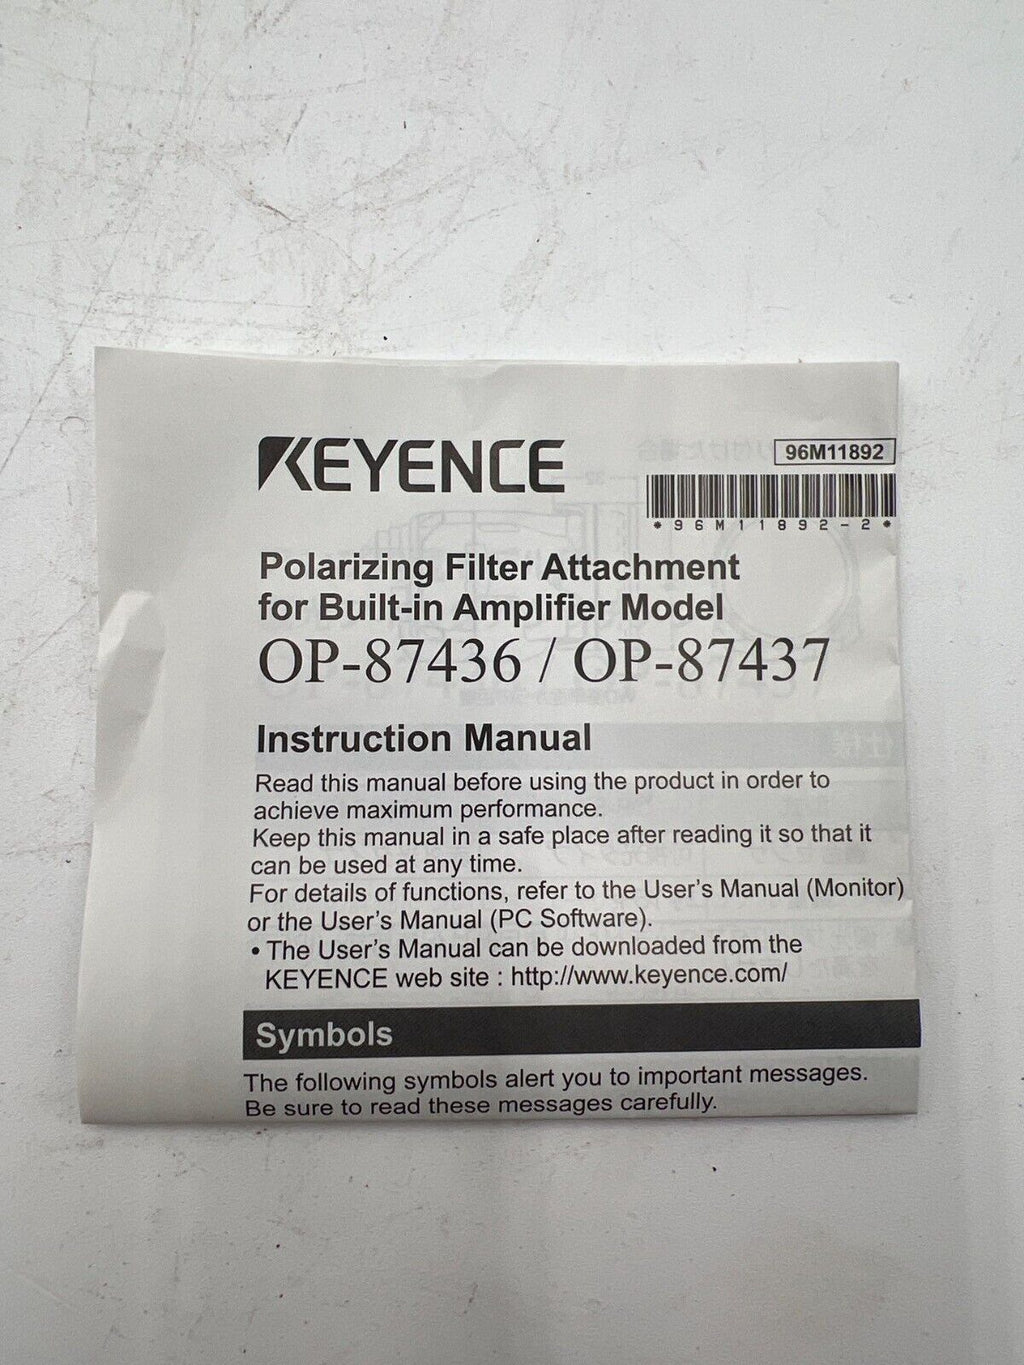 KEYENCE
96M11892
*96M11892-2*
Polarizing Filter Attachment
for Built-in Amplifier Model
OP-87436 / OP-87437
Instruction Manual
Read this manual before using the product in order to
achieve maximum performance.
Keep this manual in a safe place after reading it so that it
can be used at any time.
For details of functions, refer to the User's Manual (Monitor)
or the User's Manual (PC Software).
• The User's Manual can be downloaded from the
KEYENCE web site : http://www.keyence.com/
Symbols
The following symbols alert you to important messages.
Be sure to read these messages carefully.